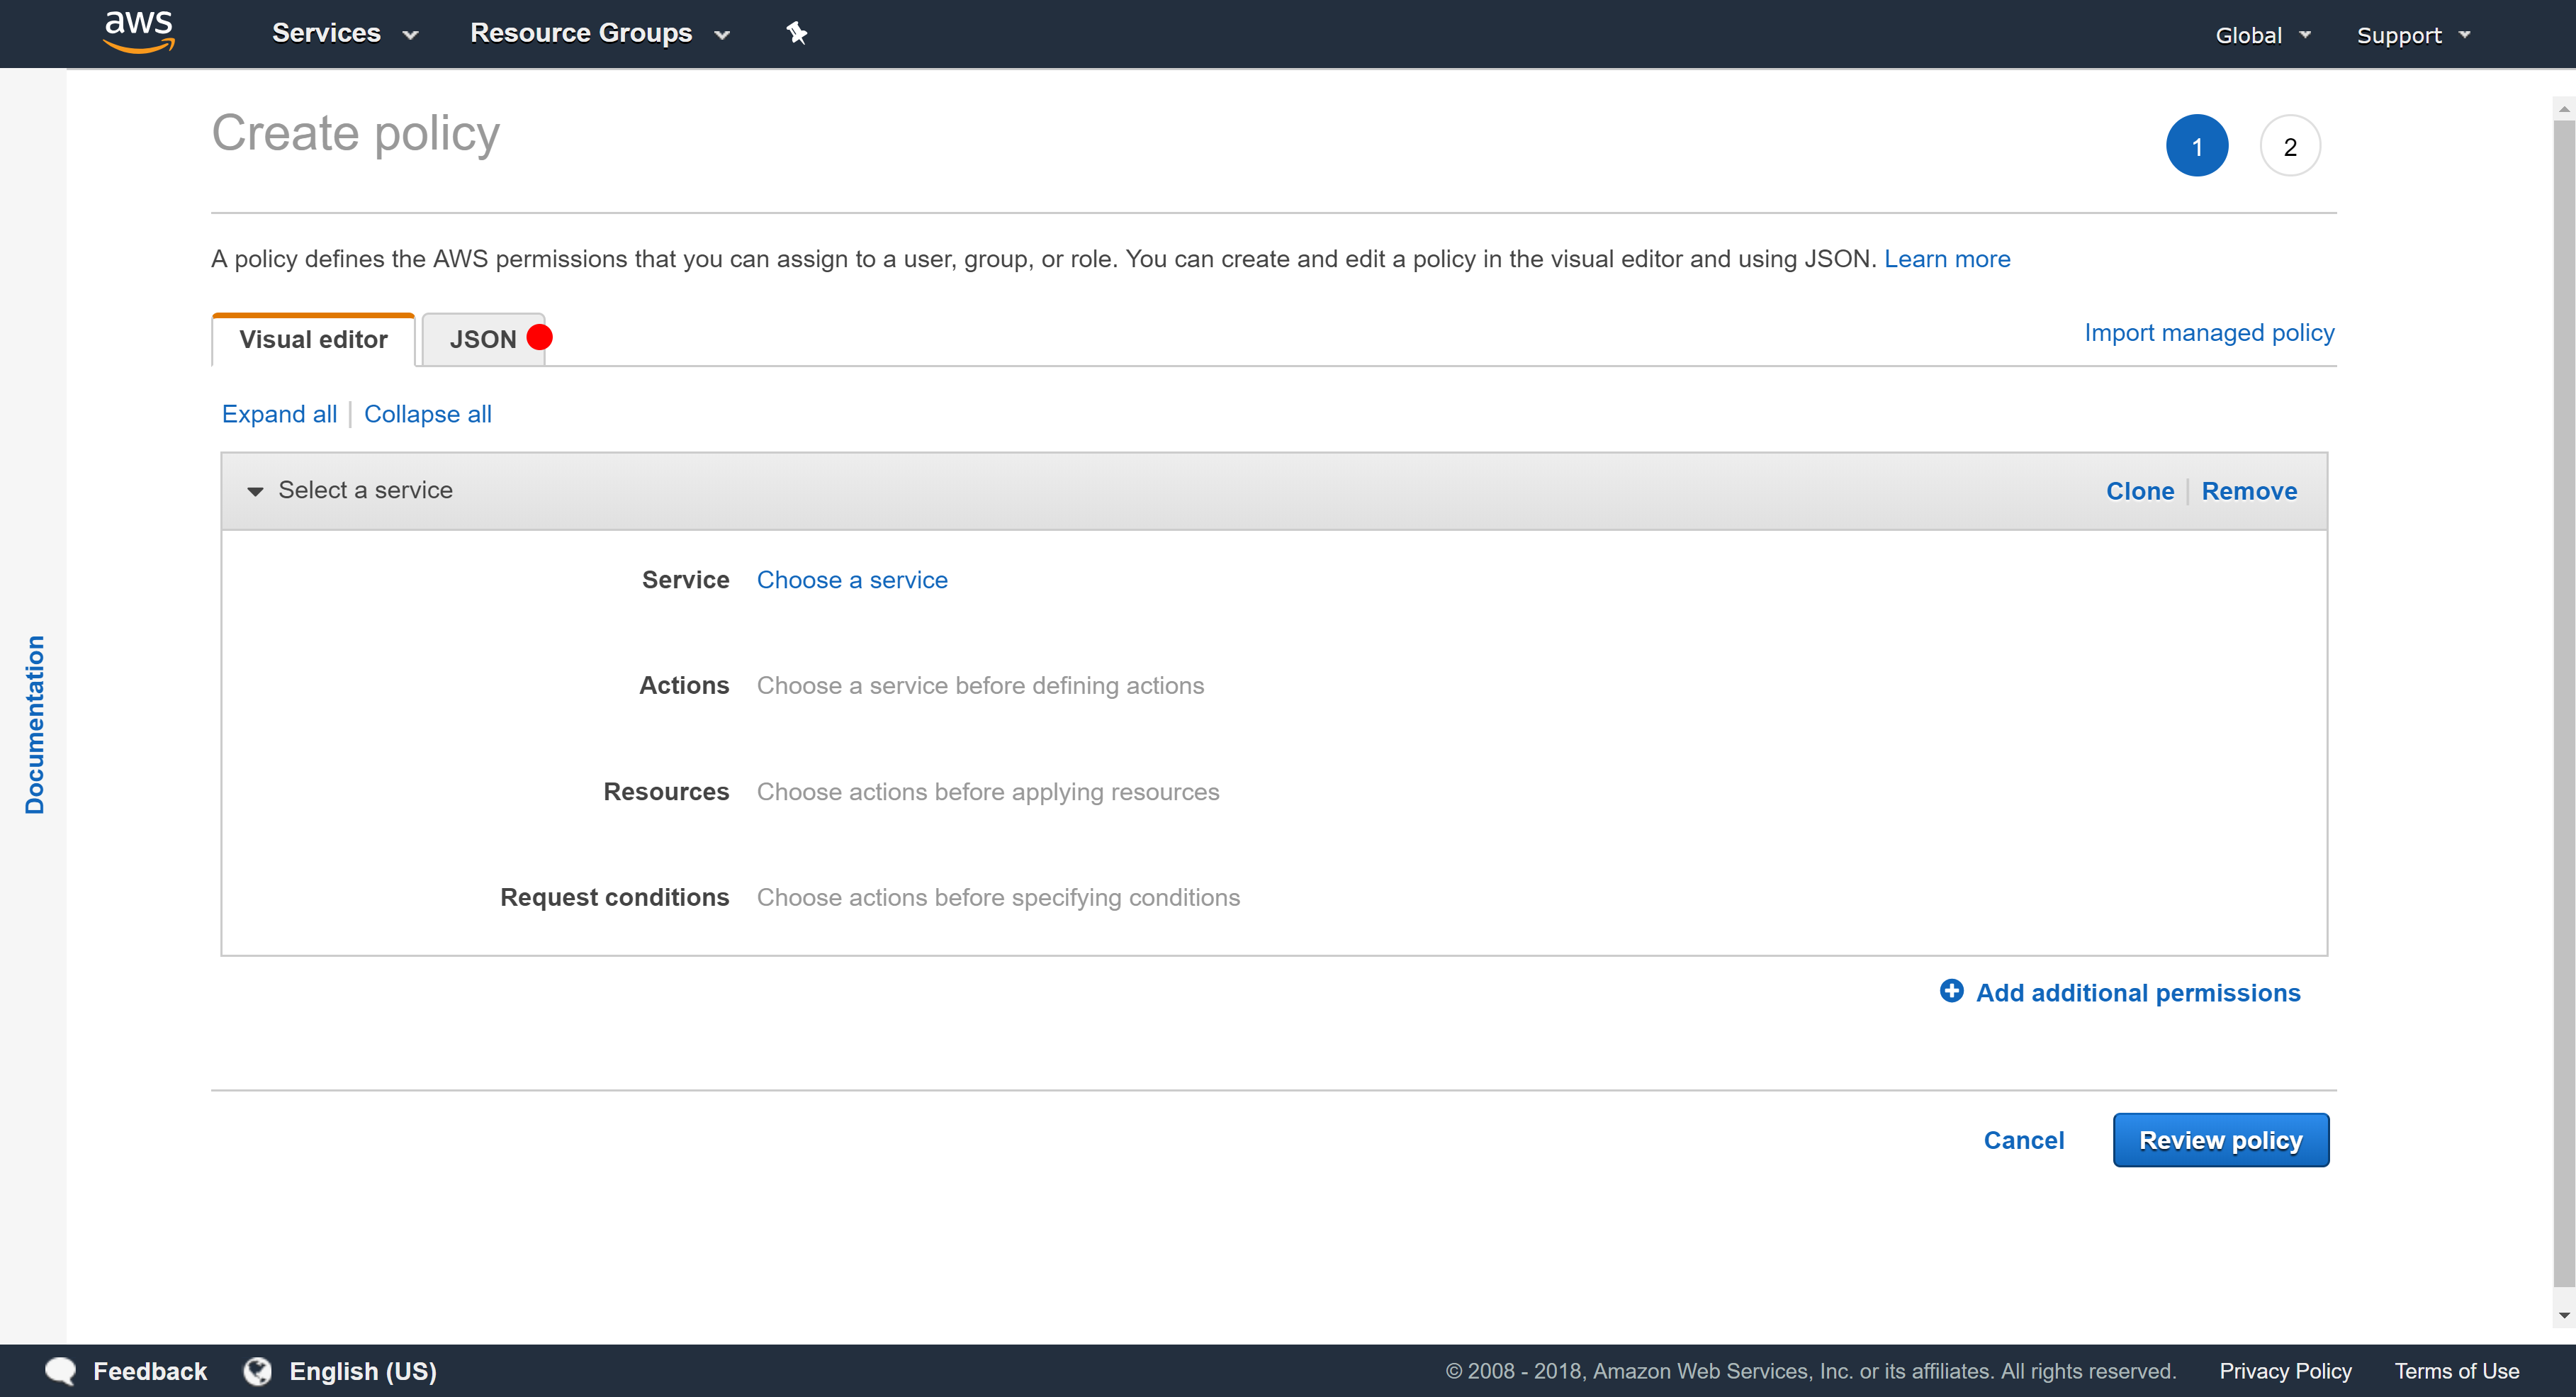 aws
Services
Resource Groups
Global
Support
Create policy
1
2
A policy defines the AWS permissions that you can assign to a user, group, or role. You can create and edit a policy in the visual editor and using JSON. Learn more
Visual editor
JSON
Import managed policy
Expand all
Collapse all
Select a service
Clone
Remove
Service
Choose a service
Actions
Choose a service before defining actions
Resources
Choose actions before applying resources
Request conditions
Choose actions before specifying conditions
Documentation
Add additional permissions
Cancel
Review policy
Feedback
English (US)
© 2008 - 2018, Amazon Web Services, Inc. or its affiliates. All rights reserved.
Privacy Policy
Terms of Use